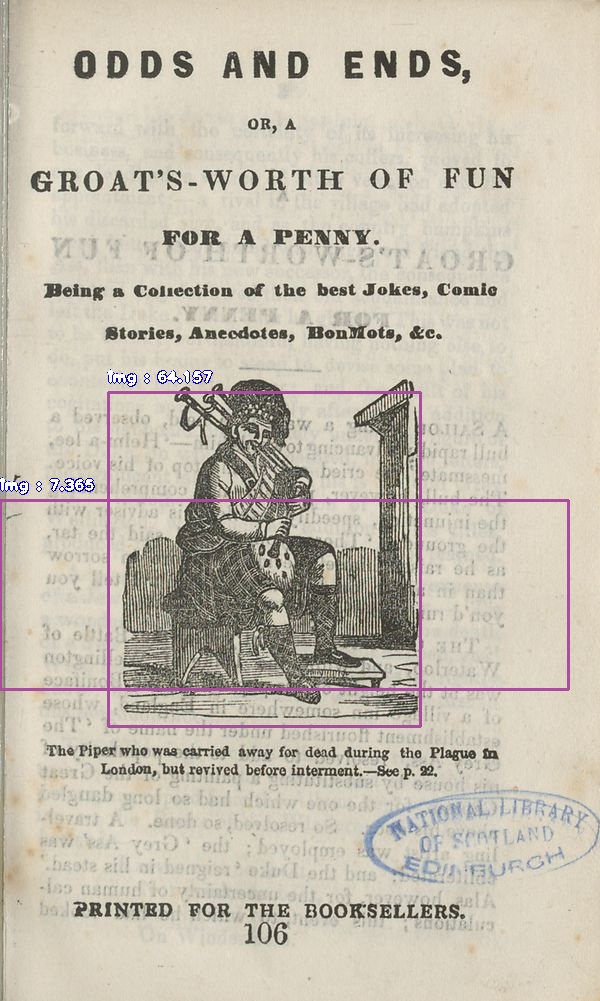 ODDS AND ENDS,
OR, A
GROAT'S-WORTH OF FUN
FOR A PENNY.
Being a Collection of the best Jokes, Comic
Stories, Anecdotes, BonMots, &c.
img : 64.157
img : 7.365
The Piper who was carried away for dead during the Plague in
London, but revived before interment.—See p. 22.
NATIONAL LIBRARY
OF SCOTLAND
EDINBURGH
PRINTED FOR THE BOOKSELLERS.
106